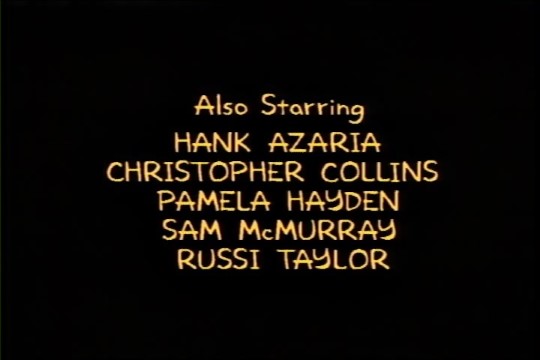 Also Starring
HANK AZARIA
CHRISTOPHER COLLINS
PAMELA HAYDEN
SAM McMURRAY
RUSSI TAYLOR